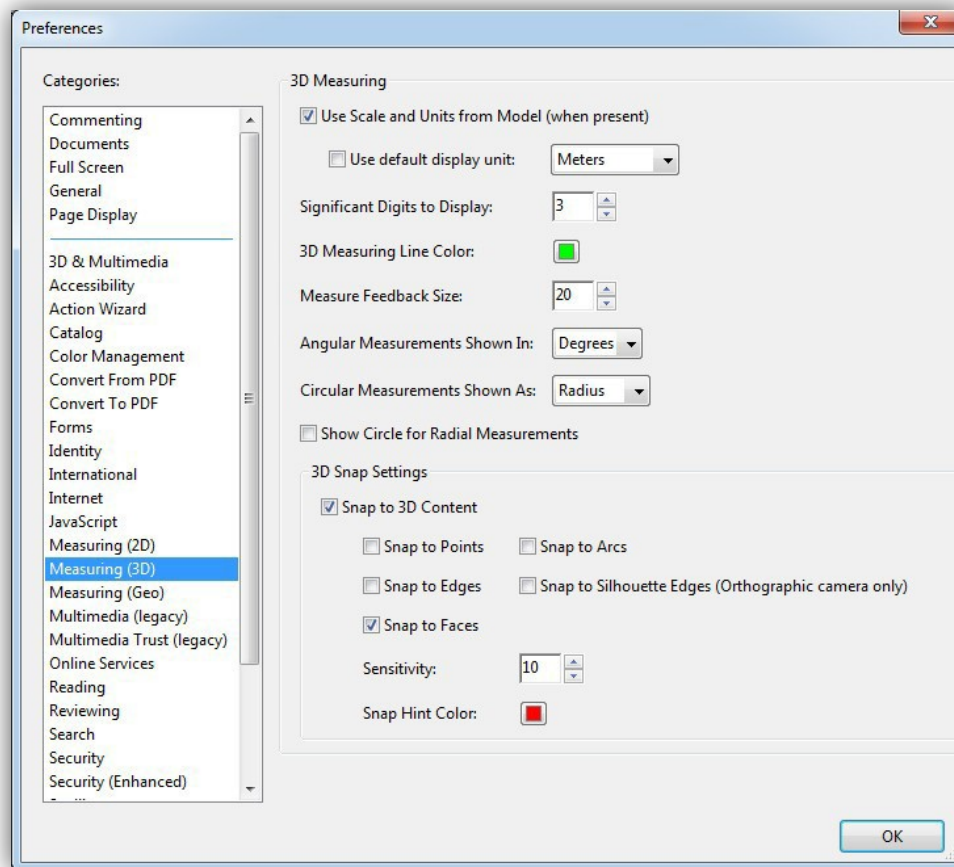 Preferences
Categories:
Commenting
Documents
Full Screen
General
Page Display
3D & Multimedia
Accessibility
Action Wizard
Catalog
Color Management
Convert From PDF
Convert To PDF
Forms
Identity
International
Internet
JavaScript
Measuring (2D)
Measuring (3D)
Measuring (Geo)
Multimedia (legacy)
Multimedia Trust (legacy)
Online Services
Reading
Reviewing
Search
Security
Security (Enhanced)
3D Measuring
Use Scale and Units from Model (when present)
Use default display unit: Meters
Significant Digits to Display: 3
3D Measuring Line Color:
Measure Feedback Size: 20
Angular Measurements Shown In: Degrees
Circular Measurements Shown As: Radius
Show Circle for Radial Measurements
3D Snap Settings
Snap to 3D Content
Snap to Points Snap to Arcs
Snap to Edges Snap to Silhouette Edges (Orthographic camera only)
Snap to Faces
Sensitivity: 10
Snap Hint Color:
OK